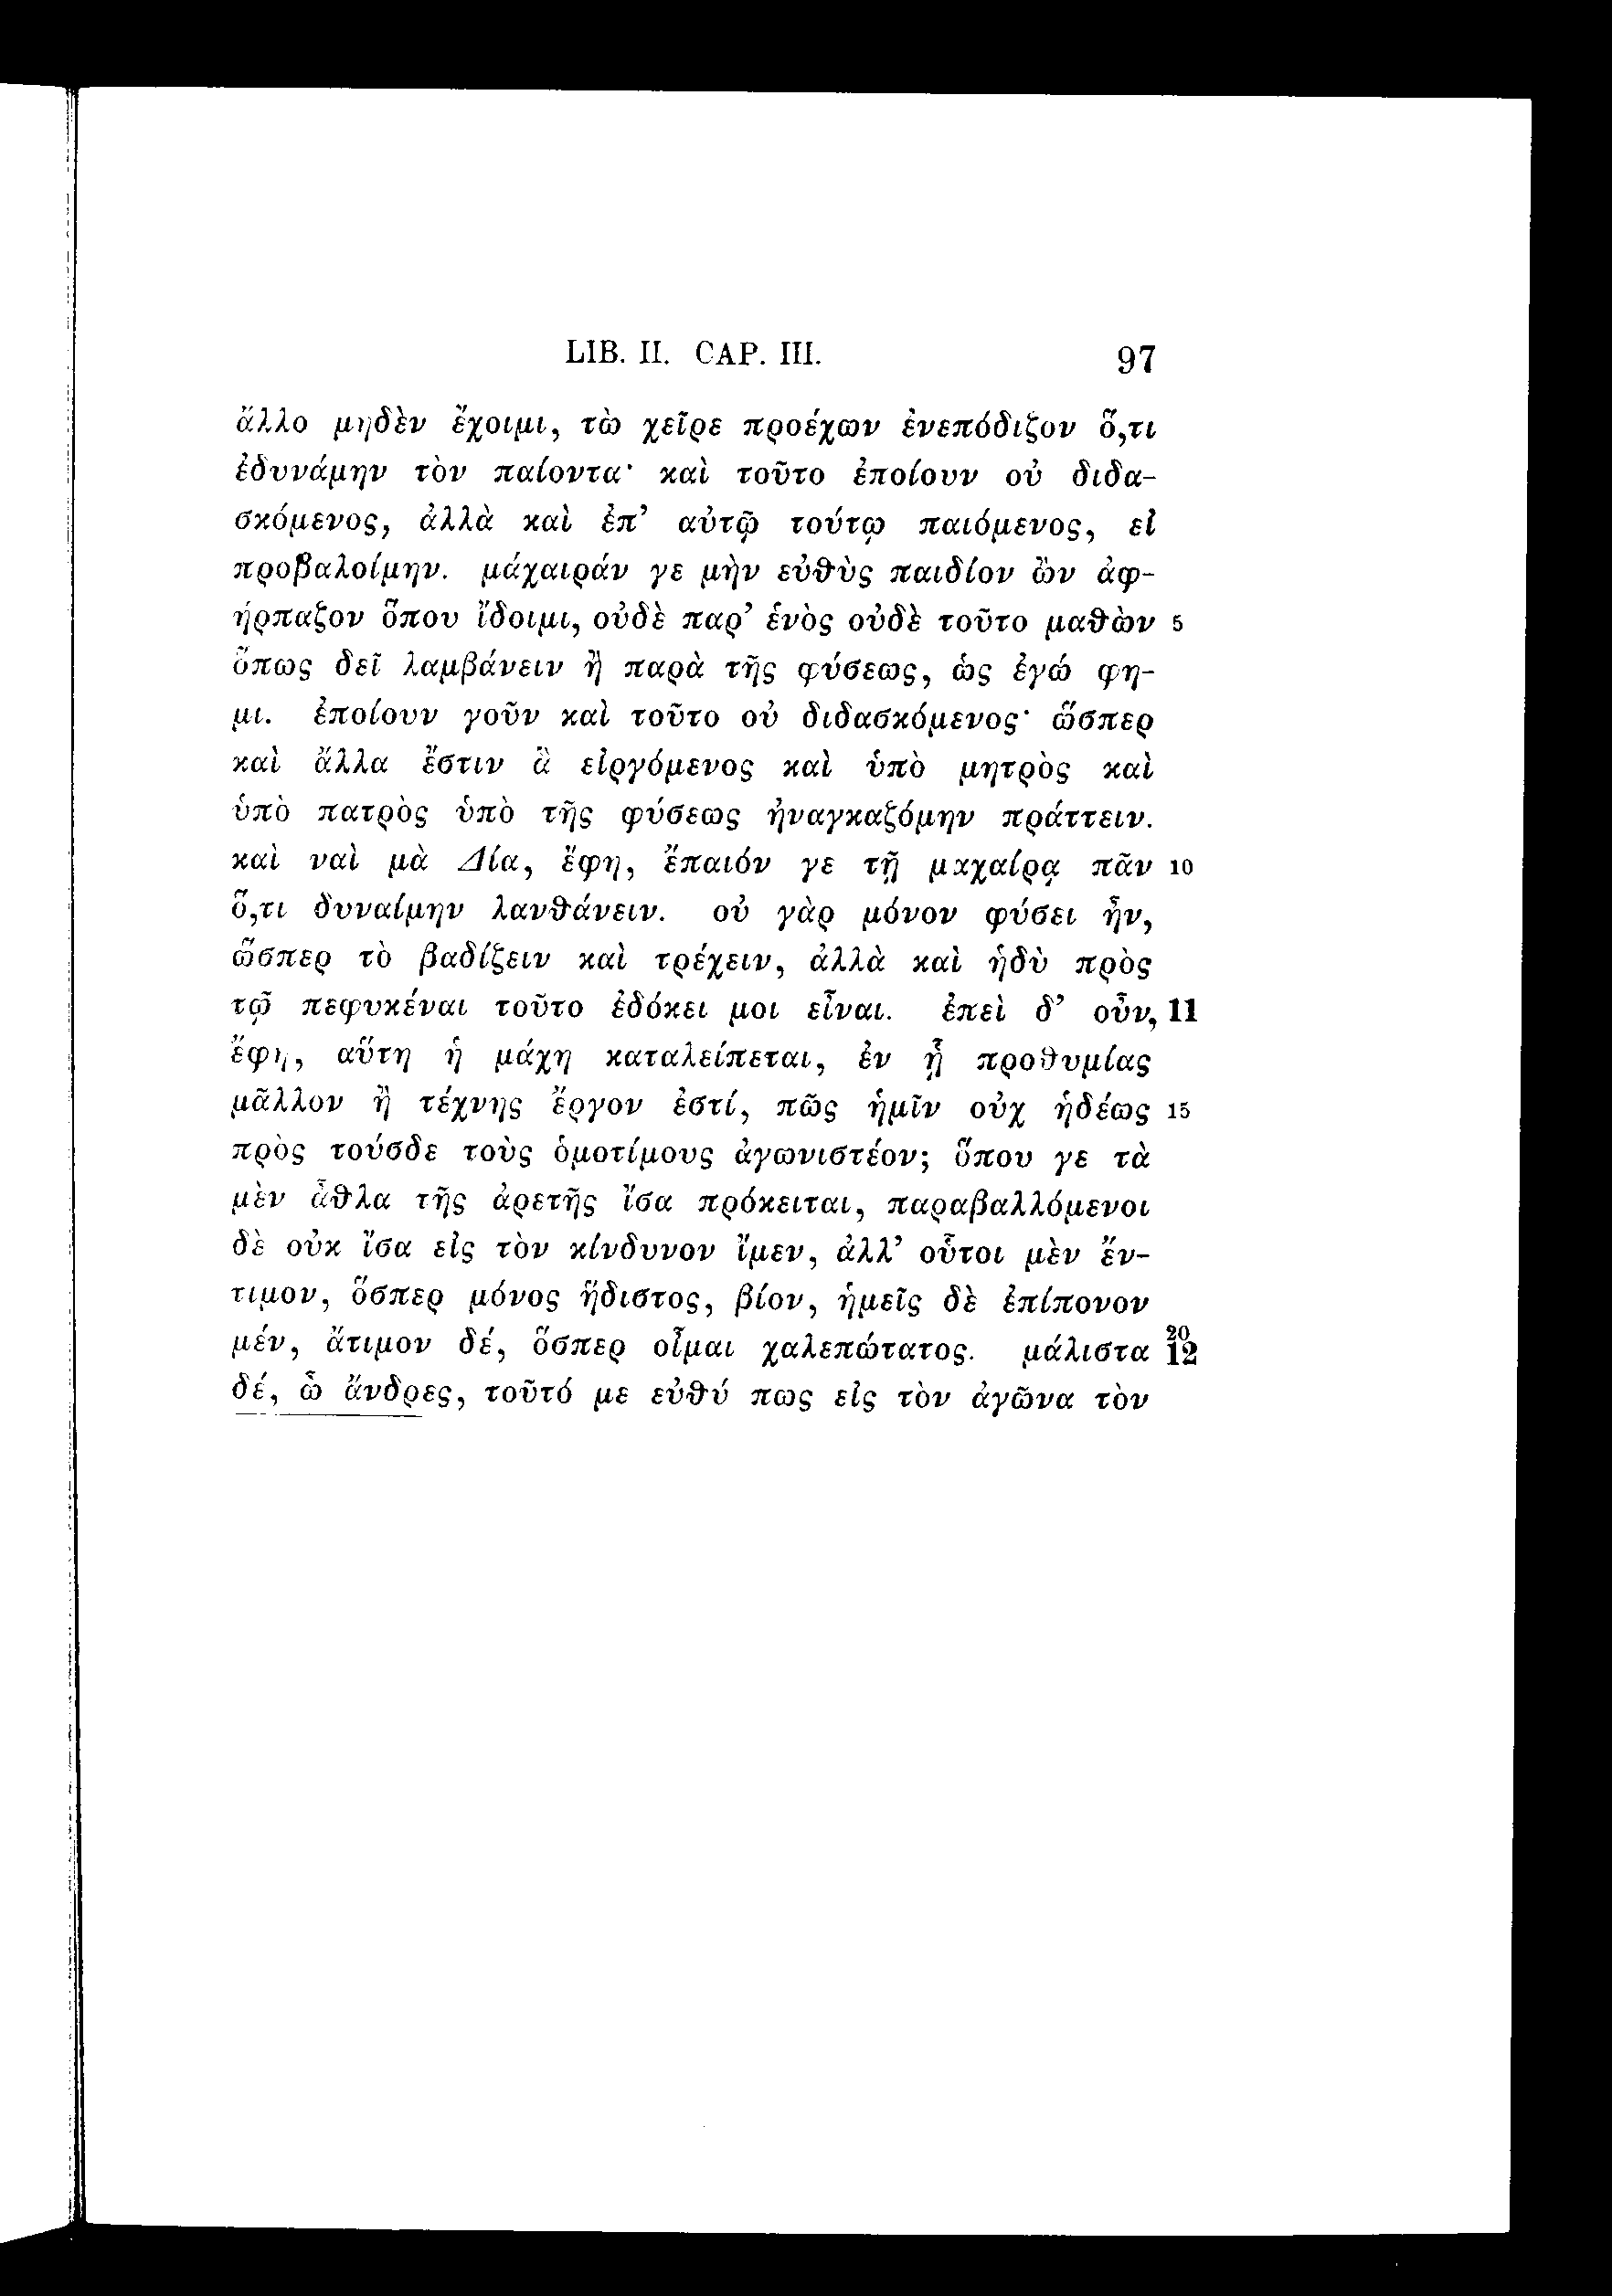 LIB. II. CAP. III. 97
ἄλλο μηδὲν ἔχοιμι, τὼ χεῖρε προέχων ἐνεπόδιζον ὅ,τι
ἐδυνάμην τὸν παίοντα· καὶ τοῦτο ἐποίουν οὐ διδα-
σκόμενος, ἀλλὰ καὶ ἐπ’ αὐτῷ τούτῳ παιόμενος, εἰ
προβαλοίμην. μάχαιράν γε μὴν εὐθὺς παιδίον ὢν ἀφ-
ήρπαζον ὅπου ἴδοιμι, οὐδὲ παρ’ ἑνὸς οὐδὲ τοῦτο μαθὼν 5
ὅπως δεῖ λαμβάνειν ἢ παρὰ τῆς φύσεως, ὡς ἐγώ φη-
μι. ἐποίουν γοῦν καὶ τοῦτο οὐ διδασκόμενος· ὥσπερ
καὶ ἄλλα ἔστιν ἃ εἰργόμενος καὶ ὑπὸ μητρὸς καὶ
ὑπὸ πατρὸς ὑπὸ τῆς φύσεως ἠναγκαζόμην πράττειν.
καὶ ναὶ μὰ Δία, ἔφη, ἔπαιόν γε τῇ μαχαίρᾳ πᾶν 10
ὅ,τι δυναίμην λανθάνειν. οὐ γὰρ μόνον φύσει ἦν,
ὥσπερ τὸ βαδίζειν καὶ τρέχειν, ἀλλὰ καὶ ἡδὺ πρὸς
τῷ πεφυκέναι τοῦτο ἐδόκει μοι εἶναι. ἐπεὶ δ’ οὖν, 11
ἔφη, αὕτη ἡ μάχη καταλείπεται, ἐν ᾗ προθυμίας
μᾶλλον ἢ τέχνης ἔργον ἐστί, πῶς ἡμῖν οὐχ ἡδέως 15
πρὸς τούσδε τοὺς ὁμοτίμους ἀγωνιστέον; ὅπου γε τὰ
μὲν ἆθλα τῆς ἀρετῆς ἴσα πρόκειται, παραβαλλόμενοι
δὲ οὐκ ἴσα εἰς τὸν κίνδυνον ἴμεν, ἀλλ’ οὗτοι μὲν ἔν-
τιμον, ὅσπερ μόνος ἥδιστος, βίον, ἡμεῖς δὲ ἐπίπονον
μέν, ἄτιμον δέ, ὅσπερ οἶμαι χαλεπώτατος. μάλιστα 20 12
δέ, ὦ ἄνδρες, τοῦτό με εὐθύ πως εἰς τὸν ἀγῶνα τὸν